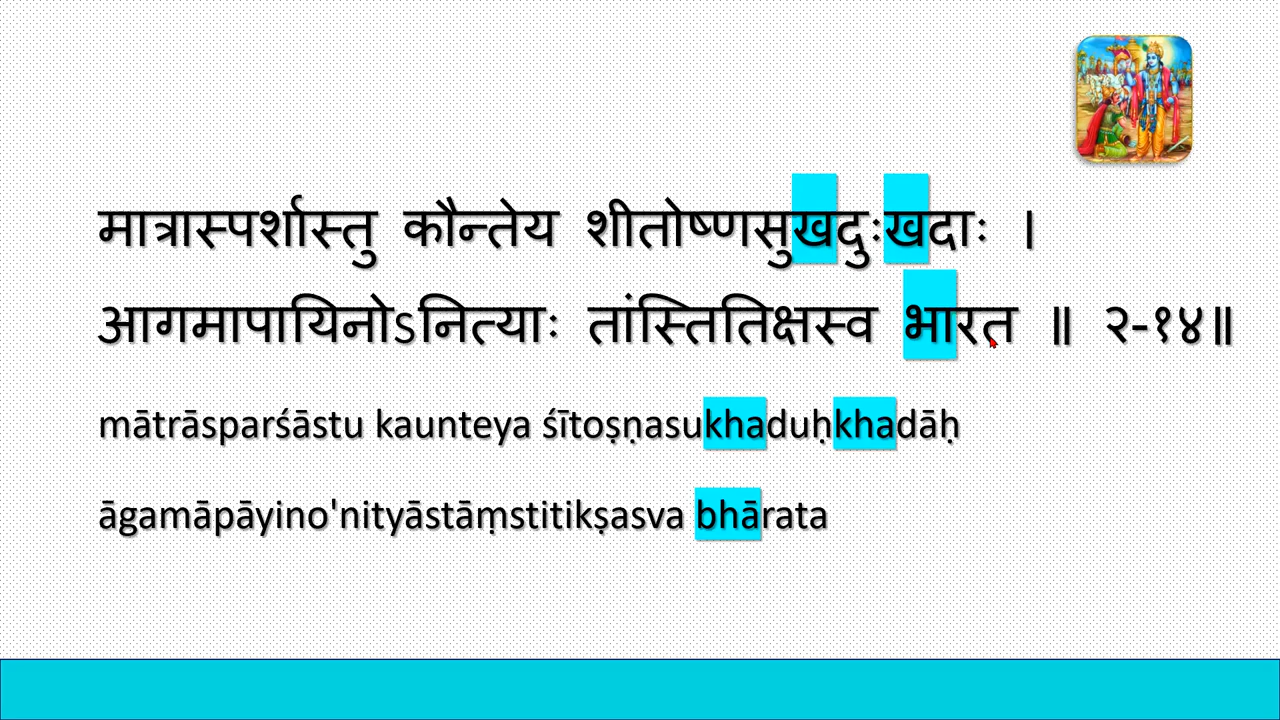 मात्रास्पर्शास्तु कौन्तेय शीतोष्णसुखदुःखदाः ।
आगमापायिनोऽनित्याः तांस्तितिक्षस्व भारत ॥ २-१४॥
mātrāsparśāstu kaunteya śītoṣṇasukhaduḥkhadāḥ
āgamāpāyino'nityāstāṃstitikṣasva bhārata